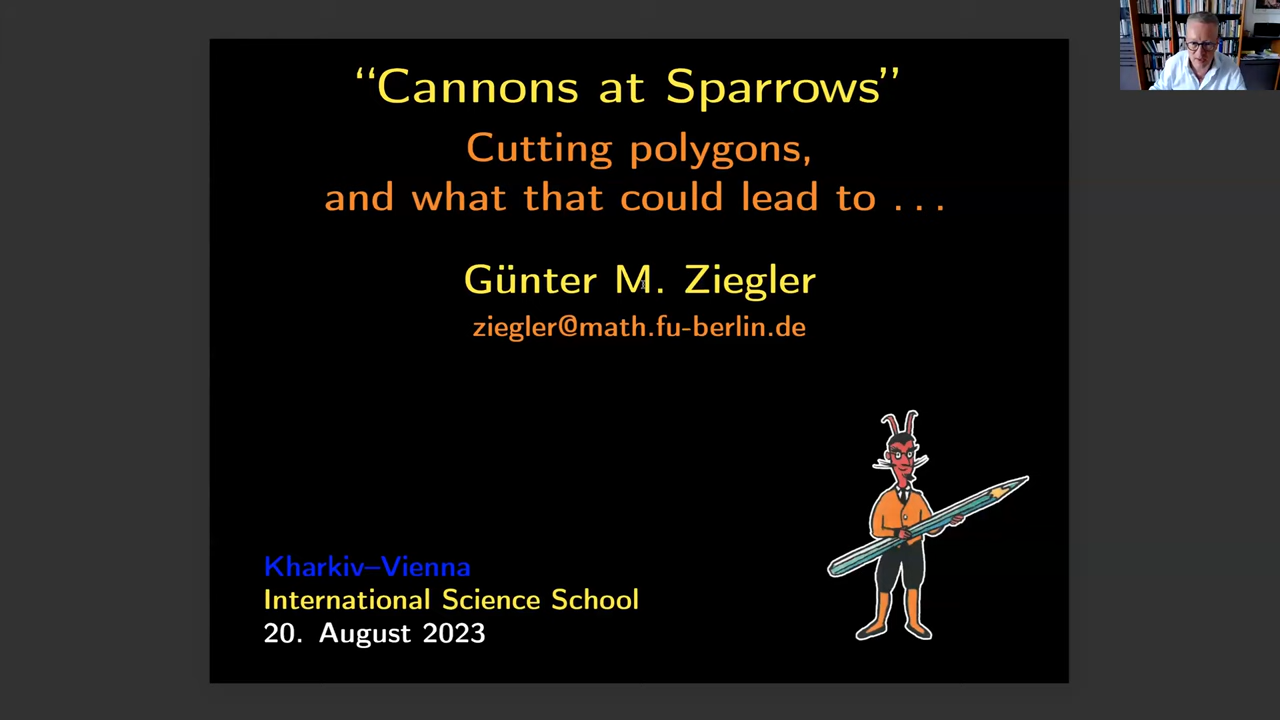 “Cannons at Sparrows”
Cutting polygons,
and what that could lead to . . .
Günter M. Ziegler
ziegler@math.fu-berlin.de
Kharkiv–Vienna
International Science School
20. August 2023